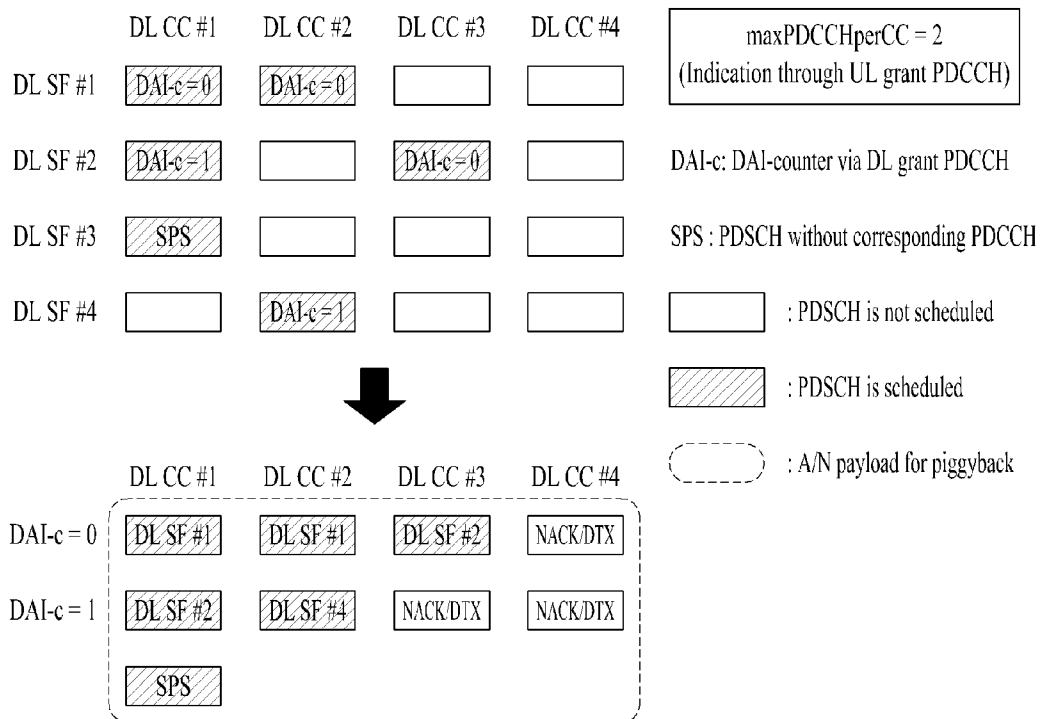 DL CC #1 DL CC #2 DL CC #3 DL CC #4
maxPDCCHperCC = 2
(Indication through UL grant PDCCH)
DL SF #1 DAI-c = 0 DAI-c = 0
DL SF #2 DAI-c = 1 DAI-c = 0 DAI-c: DAI-counter via DL grant PDCCH
DL SF #3 SPS SPS : PDSCH without corresponding PDCCH
DL SF #4 DAI-c = 1 : PDSCH is not scheduled
: PDSCH is scheduled
: A/N payload for piggyback
DL CC #1 DL CC #2 DL CC #3 DL CC #4
DAI-c = 0 DL SF #1 DL SF #1 DL SF #2 NACK/DTX
DAI-c = 1 DL SF #2 DL SF #4 NACK/DTX NACK/DTX
SPS